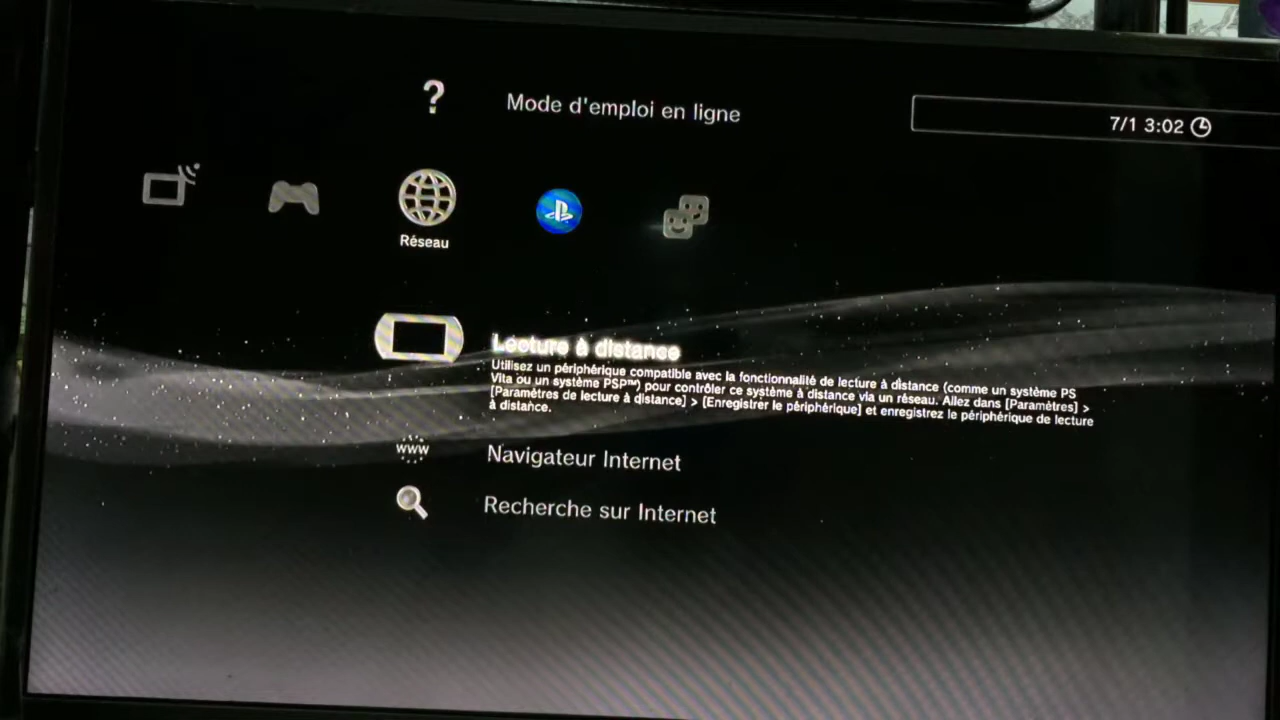 Mode d'emploi en ligne
7/1 3:02
Réseau
Lecture à distance
Utilisez un périphérique compatible avec la fonctionnalité de lecture à distance (comme un système PS
Vita ou un système PSP™) pour contrôler ce système à distance via un réseau. Allez dans [Paramètres] >
[Paramètres de lecture à distance] > [Enregistrer le périphérique] et enregistrez le périphérique de lecture
à distance.
www
Navigateur Internet
Recherche sur Internet